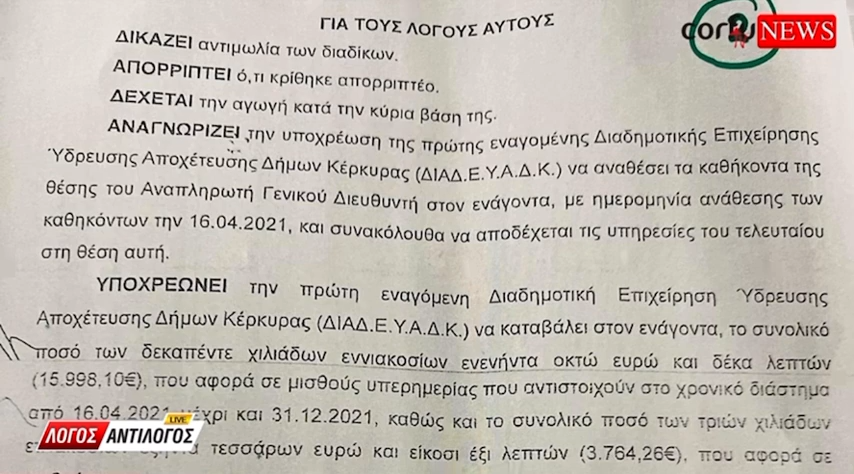 ΓΙΑ ΤΟΥΣ ΛΟΓΟΥΣ ΑΥΤΟΥΣ
corfu NEWS
ΔΙΚΑΖΕΙ αντιμωλία των διαδίκων.
ΑΠΟΡΡΙΠΤΕΙ ό,τι κρίθηκε απορριπτέο.
ΔΕΧΕΤΑΙ την αγωγή κατά την κύρια βάση της.
ΑΝΑΓΝΩΡΙΖΕΙ την υποχρέωση της πρώτης εναγομένης Διαδημοτική Επιχείρησης
Ύδρευσης Αποχέτευσης Δήμων Κέρκυρας (ΔΙΑΔ.Ε.Υ.Α.Δ.Κ.) να αναθέσει τα καθήκοντα της
θέσης του Αναπληρωτή Γενικού Διευθυντή στον ενάγοντα, με ημερομηνία ανάθεσης των
καθηκόντων την 16.04.2021, και συνακόλουθα να αποδέχεται τις υπηρεσίες του τελευταίου
στη θέση αυτή.
ΥΠΟΧΡΕΩΝΕΙ την πρώτη εναγόμενη Διαδημοτική Επιχείρηση Ύδρευσης
Αποχέτευσης Δήμων Κέρκυρας (ΔΙΑΔ.Ε.Υ.Α.Δ.Κ.) να καταβάλει στον ενάγοντα, το συνολικό
ποσό των δεκαπέντε χιλιάδων εννιακοσίων ενενήντα οκτώ ευρώ και δέκα λεπτών
(15.998,10€), που αφορά σε μισθούς υπερημερίας που αντιστοιχούν στο χρονικό διάστημα
από 16.04.2021 μέχρι και 31.12.2021, καθώς και το συνολικό ποσό των τριών χιλιάδων
τεσσάρων ευρώ και είκοσι έξι λεπτών (3.764,26€), που αφορά σε
LIVE
ΛΟΓΟΣ ΑΝΤΙΛΟΓΟΣ